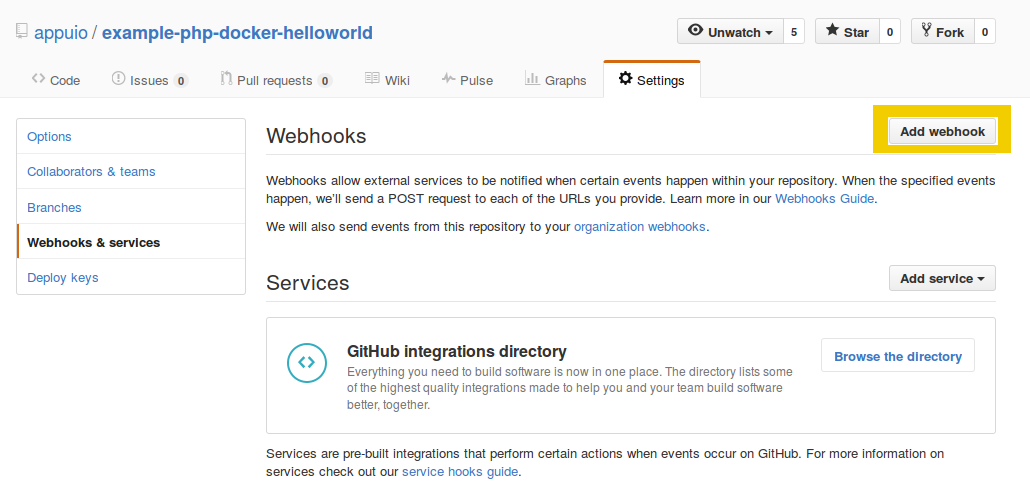 appuio / example-php-docker-helloworld Unwatch 5 Star 0 Fork 0
Code Issues 0 Pull requests 0 Wiki Pulse Graphs Settings
Options
Collaborators & teams
Branches
Webhooks & services
Deploy keys
Webhooks Add webhook
Webhooks allow external services to be notified when certain events happen within your repository. When the specified events
happen, we'll send a POST request to each of the URLs you provide. Learn more in our Webhooks Guide.
We will also send events from this repository to your organization webhooks.
Services Add service
GitHub integrations directory
Everything you need to build software is now in one place. The directory lists some
of the highest quality integrations made to help you and your team build software
better, together.
Browse the directory
Services are pre-built integrations that perform certain actions when events occur on GitHub. For more information on
services check out our service hooks guide.